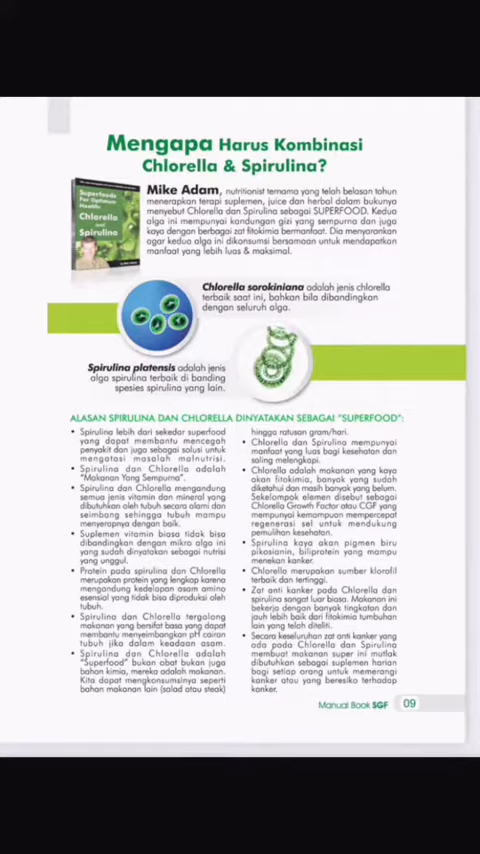 Mengapa Harus Kombinasi
Chlorella & Spirulina?
Superfoods
For Optimum
Health:
Chlorella
and
Spirulina
Mike Adam, nutritionist ternama yang telah belasan tahun
menerapkan terapi suplemen, juice dan herbal dalam bukunya
menyebut Chlorella dan Spirulina sebagai SUPERFOOD. Kedua
alga ini mempunyai kandungan gizi yang sempurna dan juga
kaya dengan berbagai zat fitokimia bermanfaat. Dia menyarankan
agar kedua alga ini dikonsumsi bersamaan untuk mendapatkan
manfaat yang lebih luas & maksimal.
Chlorella sorokiniana adalah jenis chlorella
terbaik saat ini, bahkan bila dibandingkan
dengan seluruh alga.
Spirulina platensis adalah jenis
alga spirulina terbaik di banding
spesies spirulina yang lain.
ALASAN SPIRULINA DAN CHLORELLA DINYATAKAN SEBAGAI "SUPERFOOD":
• Spirulina lebih dari sekedar superfood
yang dapat membantu mencegah
penyakit dan juga sebagai solusi untuk
mengatasi masalah malnutrisi.
• Spirulina dan Chlorella adalah
"Makanan Yang Sempurna".
• Spirulina dan Chlorella mengandung
semua jenis vitamin dan mineral yang
dibutuhkan oleh tubuh secara alami dan
seimbang sehingga tubuh mampu
menyerapnya dengan baik.
• Suplemen vitamin biasa tidak bisa
dibandingkan dengan mikro alga ini
yang sudah dinyatakan sebagai nutrisi
yang unggul.
• Protein pada spirulina dan Chlorella
merupakan protein yang lengkap karena
mengandung kedelapan asam amino
esensial yang tidak bisa diproduksi oleh
tubuh.
• Spirulina dan Chlorella tergolong
makanan yang bersifat basa yang dapat
membantu menyeimbangkan pH cairan
tubuh jika dalam keadaan asam.
• Spirulina dan Chlorella adalah
"Superfood" bukan obat bukan juga
bahan kimia, mereka adalah makanan.
Kita dapat mengkonsumsinya seperti
bahan makanan lain (salad atau steak)
hingga ratusan gram/hari.
• Chlorella dan Spirulina mempunyai
manfaat yang luas bagi kesehatan dan
saling melengkapi.
• Chlorella adalah makanan yang kaya
akan fitokimia, banyak yang sudah
diketahui dan masih banyak yang belum.
Sekelompok elemen disebut sebagai
Chlorella Growth Factor atau CGF yang
mempunyai kemampuan mempercepat
regenerasi sel untuk mendukung
pemulihan kesehatan.
• Spirulina kaya akan pigmen biru
pikosianin, biliprotein yang mampu
menekan kanker.
• Chlorella merupakan sumber klorofil
terbaik dan tertinggi.
• Zat anti kanker pada Chlorella dan
spirulina sangat luar biasa. Makanan ini
bekerja dengan banyak tingkatan dan
jauh lebih baik dari fitokimia tumbuhan
lain yang telah diteliti.
• Secara keseluruhan zat anti kanker yang
ada pada Chlorella dan Spirulina
membuat makanan super ini mutlak
dibutuhkan sebagai suplemen harian
bagi setiap orang untuk memerangi
kanker atau yang beresiko terhadap
kanker.
Manual Book SGF 09